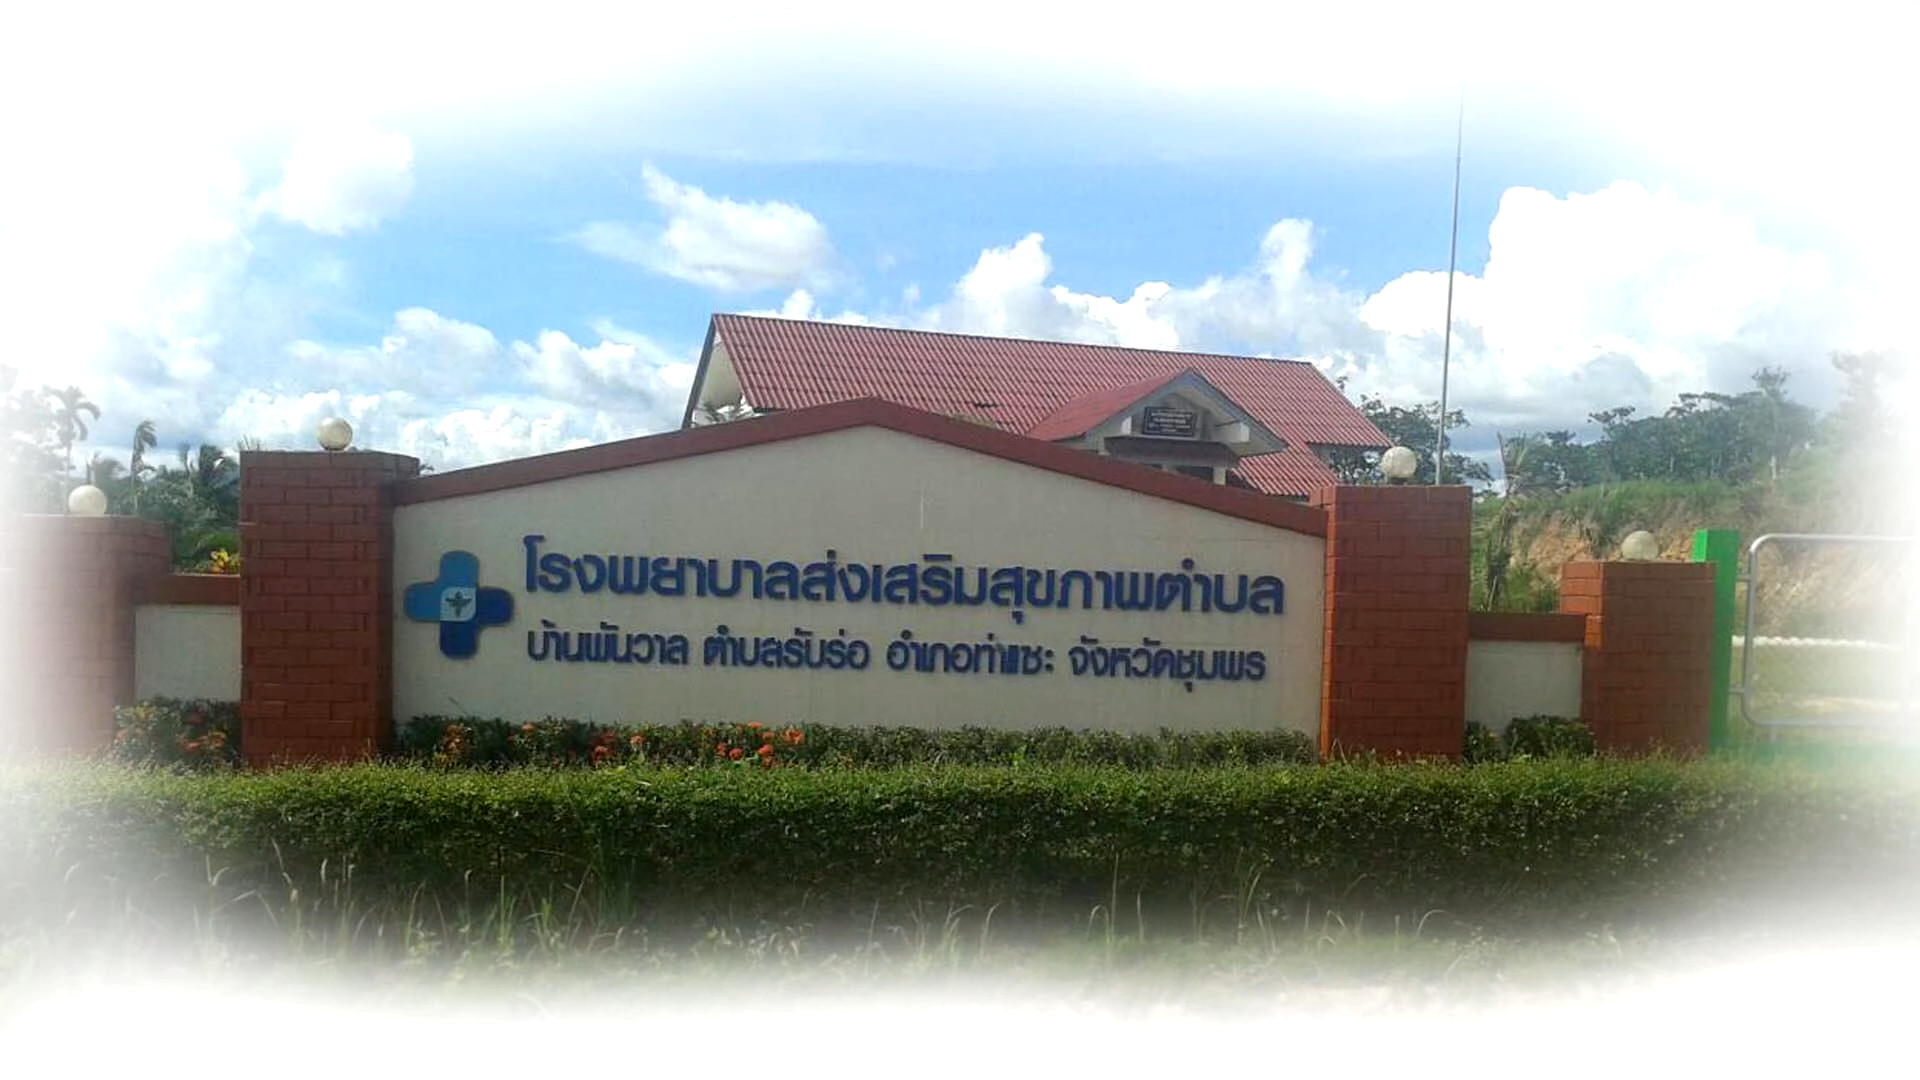 โรงพยาบาลส่งเสริมสุขภาพตำบล
บ้านพันวาล ตำบลรับร่อ อำเภอท่าแซะ จังหวัดชุมพร